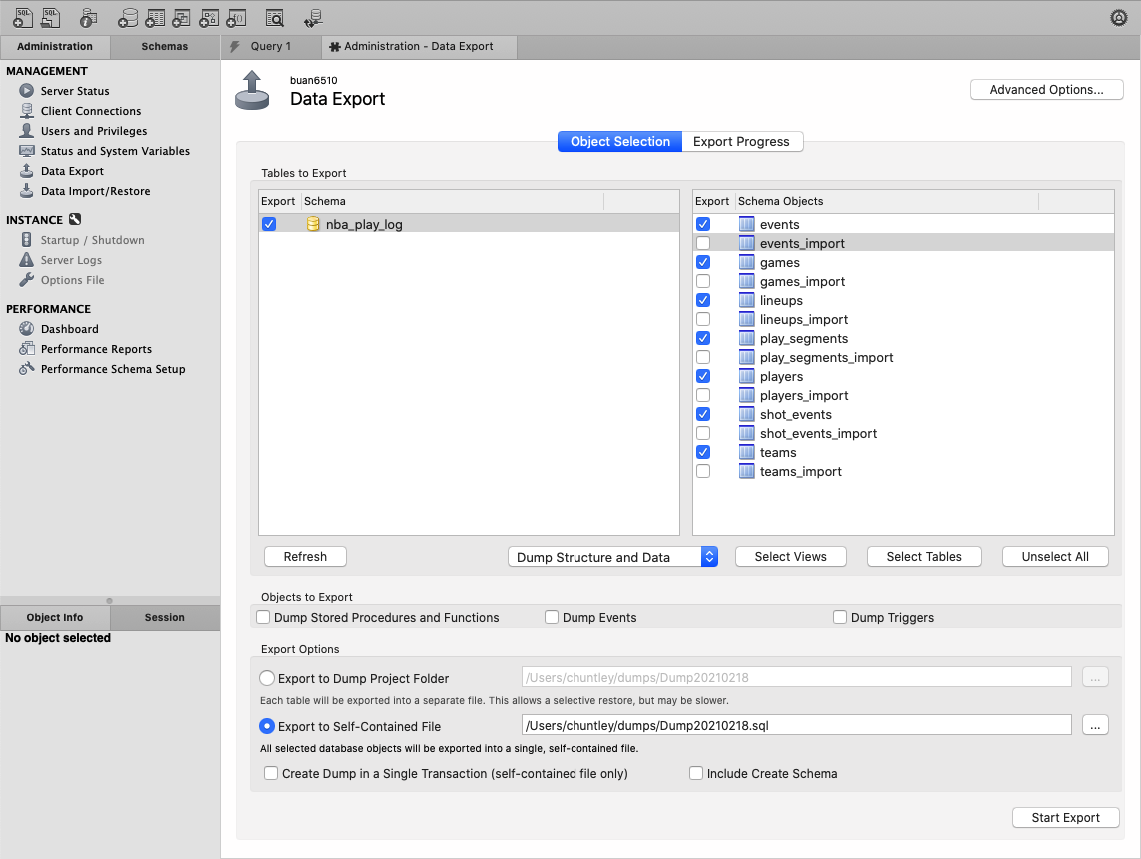 SQL SQL
Administration Schemas Query 1 Administration - Data Export
MANAGEMENT
Server Status
Client Connections
Users and Privileges
Status and System Variables
Data Export
Data Import/Restore
INSTANCE
Startup / Shutdown
Server Logs
Options File
PERFORMANCE
Dashboard
Performance Reports
Performance Schema Setup
Object Info Session
No object selected
buan6510
Data Export
Advanced Options...
Object Selection Export Progress
Tables to Export
Export Schema
nba_play_log
Export Schema Objects
events
events_import
games
games_import
lineups
lineups_import
play_segments
play_segments_import
players
players_import
shot_events
shot_events_import
teams
teams_import
Refresh Dump Structure and Data Select Views Select Tables Unselect All
Objects to Export
Dump Stored Procedures and Functions Dump Events Dump Triggers
Export Options
Export to Dump Project Folder /Users/chuntley/dumps/Dump20210218 ...
Each table will be exported into a separate file. This allows a selective restore, but may be slower.
Export to Self-Contained File /Users/chuntley/dumps/Dump20210218.sql ...
All selected database objects will be exported into a single, self-contained file.
Create Dump in a Single Transaction (self-contained file only) Include Create Schema
Start Export